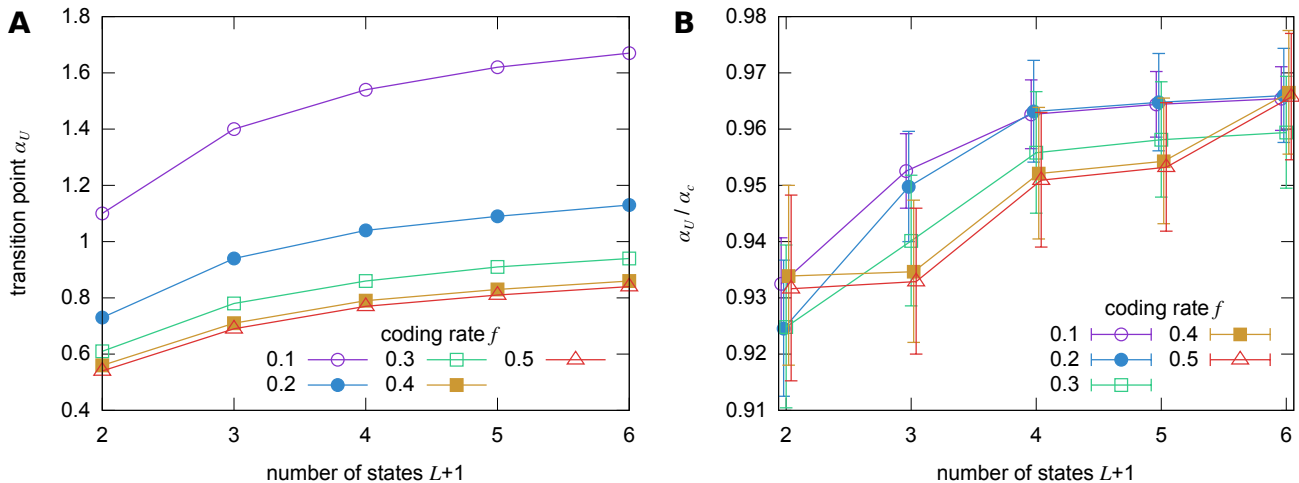 A
transition point α_U
1.8
1.6
1.4
1.2
1
0.8
0.6
0.4
2 3 4 5 6
number of states L+1
coding rate f
0.1 0.3 0.5
0.2 0.4
B
α_U / α_c
0.98
0.97
0.96
0.95
0.94
0.93
0.92
0.91
2 3 4 5 6
number of states L+1
coding rate f
0.1 0.4
0.2 0.5
0.3